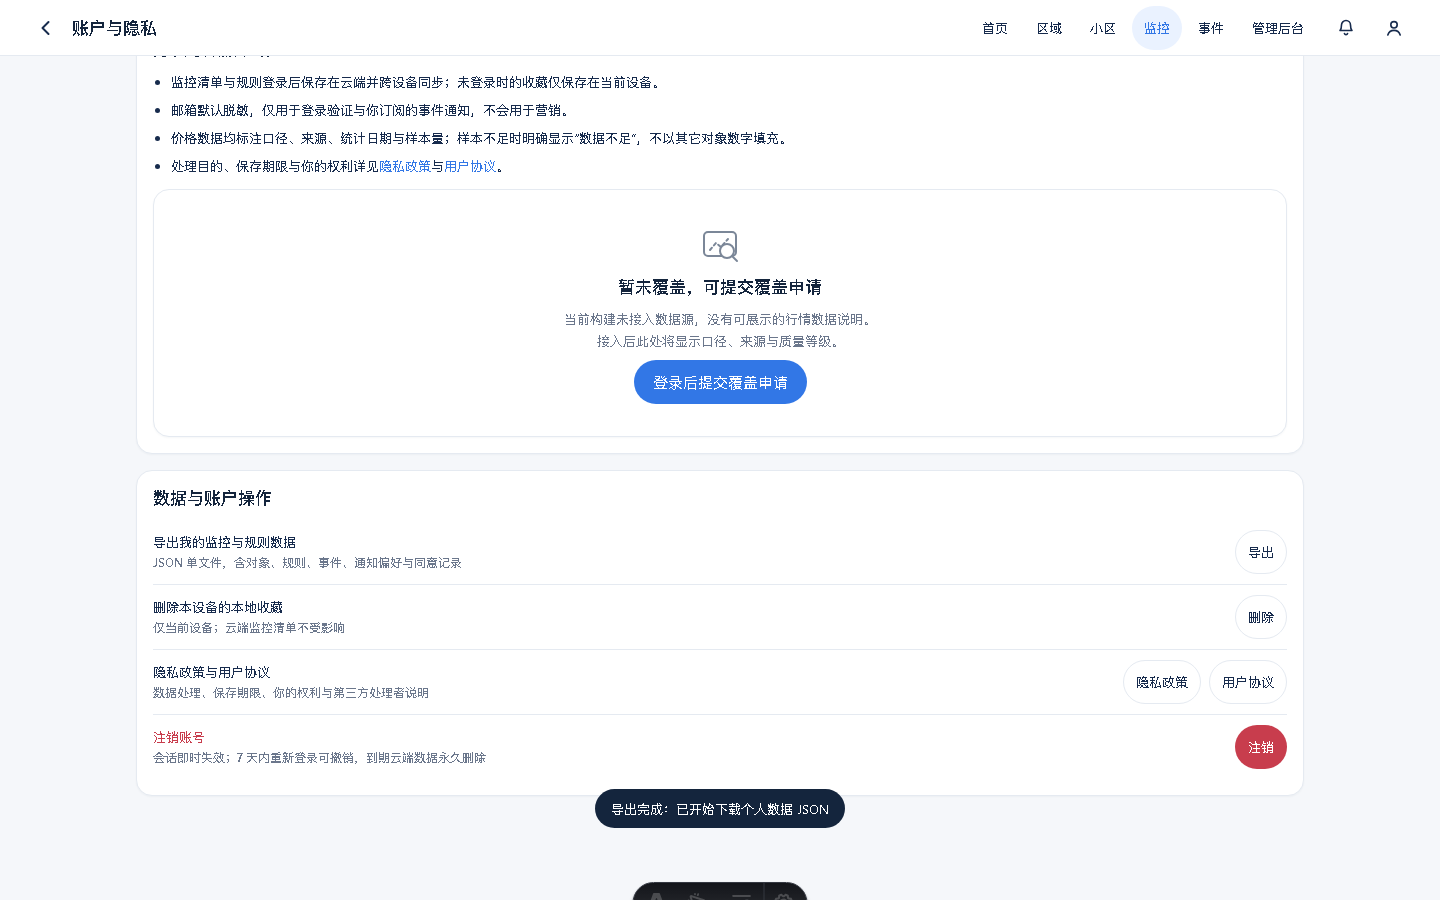 账户与隐私
首页
区域
小区
监控
事件
管理后台
监控清单与规则登录后保存在云端并跨设备同步；未登录时的收藏仅保存在当前设备。
邮箱默认脱敏，仅用于登录验证与你订阅的事件通知，不会用于营销。
价格数据均标注口径、来源、统计日期与样本量；样本不足时明确显示”数据不足“，不以其它对象数字填充。
处理目的、保存期限与你的权利详见隐私政策与用户协议。
暂未覆盖，可提交覆盖申请
当前构建未接入数据源，没有可展示的行情数据说明。
接入后此处将显示口径、来源与质量等级。
登录后提交覆盖申请
数据与账户操作
导出我的监控与规则数据
JSON 单文件，含对象、规则、事件、通知偏好与同意记录
导出
删除本设备的本地收藏
仅当前设备；云端监控清单不受影响
删除
隐私政策与用户协议
数据处理、保存期限、你的权利与第三方处理者说明
隐私政策
用户协议
注销账号
会话即时失效；7 天内重新登录可撤销，到期云端数据永久删除
注销
导出完成：已开始下载个人数据 JSON